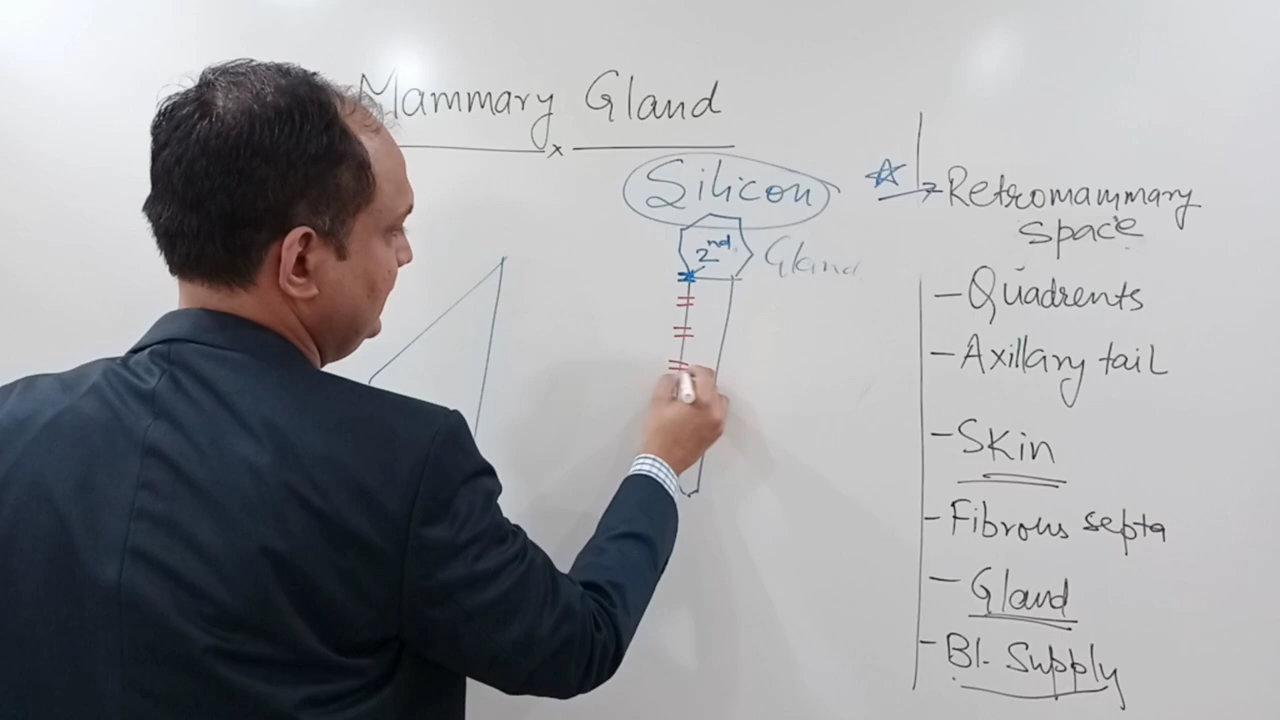 Mammary Gland
Silicon
2nd
Gland
Retromammary
space
- Quadrents
- Axillary tail
- Skin
- Fibrous septa
- Gland
- Bl. Supply